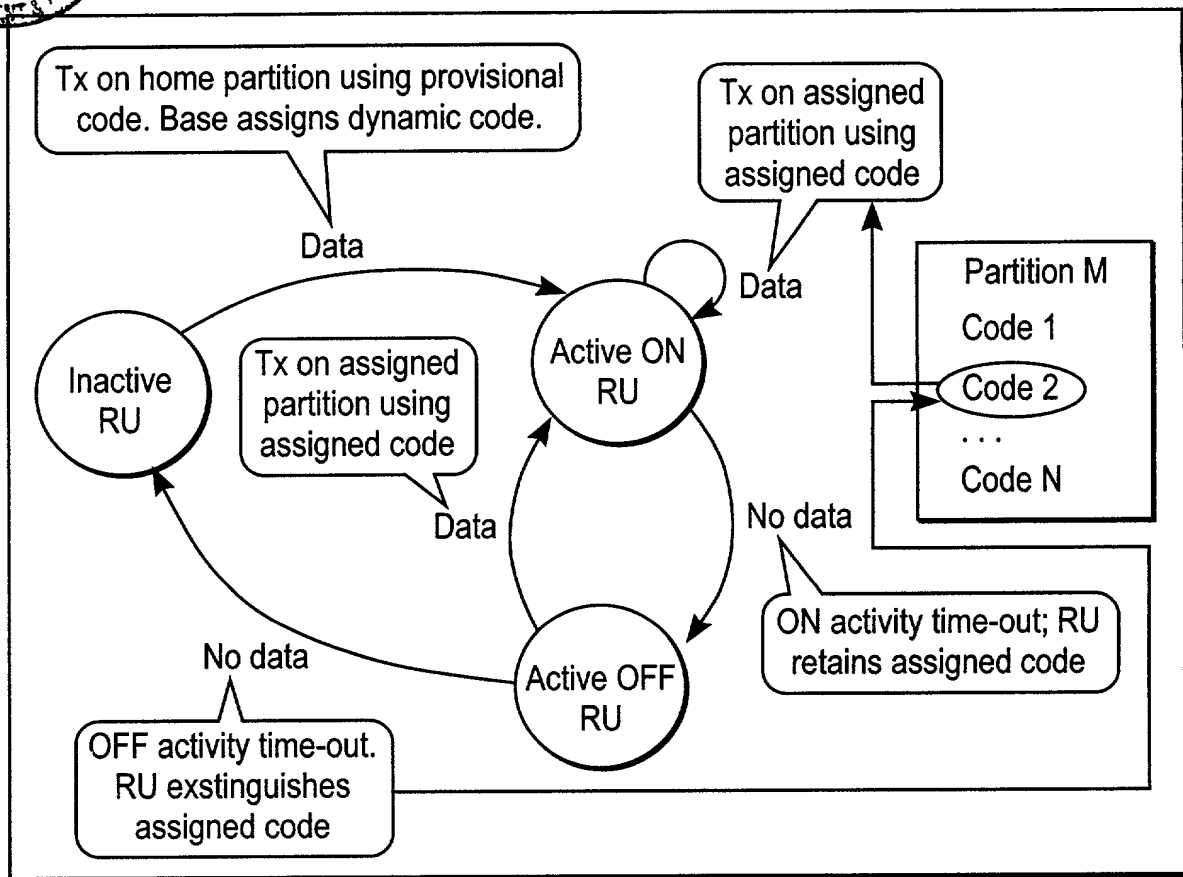 Tx on home partition using provisional
code. Base assigns dynamic code.
Tx on assigned
partition using
assigned code
Data
Data
Partition M
Code 1
Code 2
. . .
Code N
Inactive
RU
Tx on assigned
partition using
assigned code
Active ON
RU
Data
No data
ON activity time-out; RU
retains assigned code
No data
Active OFF
RU
OFF activity time-out.
RU exstinguishes
assigned code